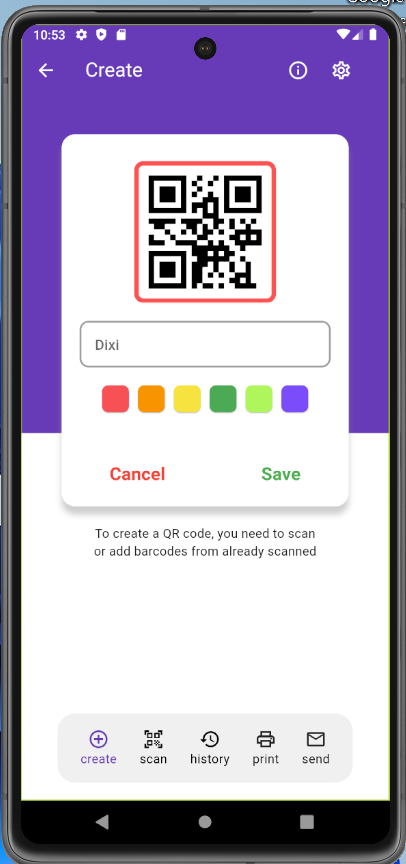 10:53
Create
Dixi
Cancel
Save
To create a QR code, you need to scan
or add barcodes from already scanned
create
scan
history
print
send